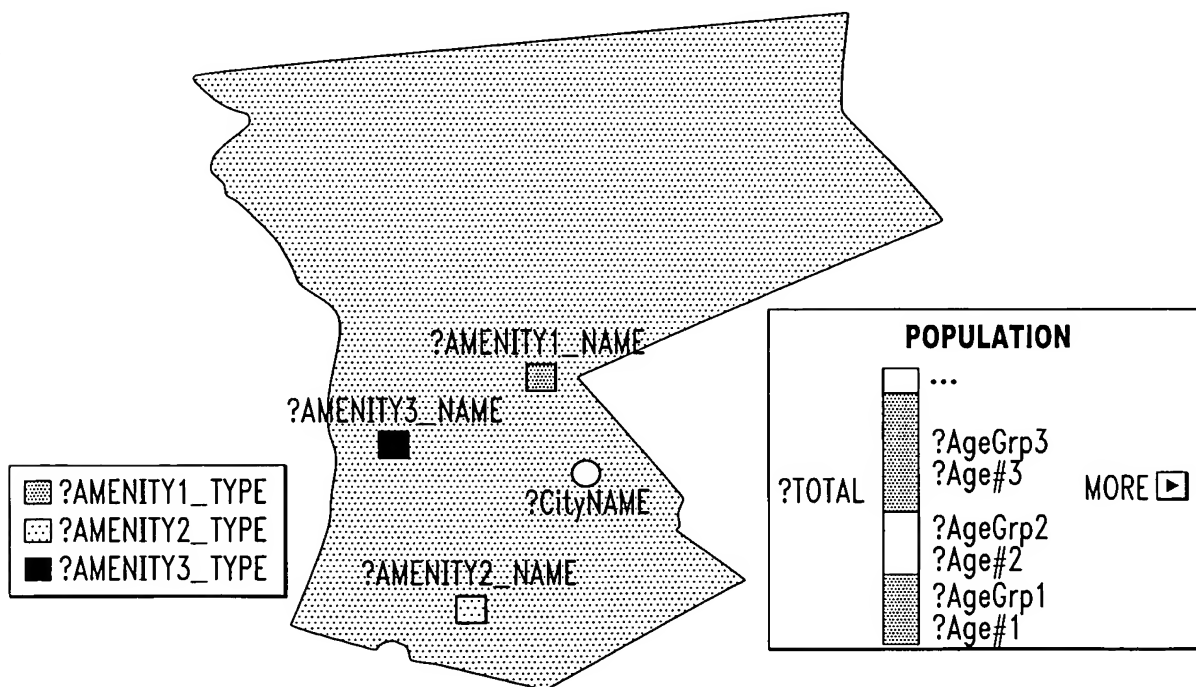 ?AMENITY1_NAME
?AMENITY3_NAME
?CityNAME
?AMENITY2_NAME
?AMENITY1_TYPE
?AMENITY2_TYPE
?AMENITY3_TYPE
POPULATION
...
?AgeGrp3
?Age#3
?TOTAL
MORE
?AgeGrp2
?Age#2
?AgeGrp1
?Age#1